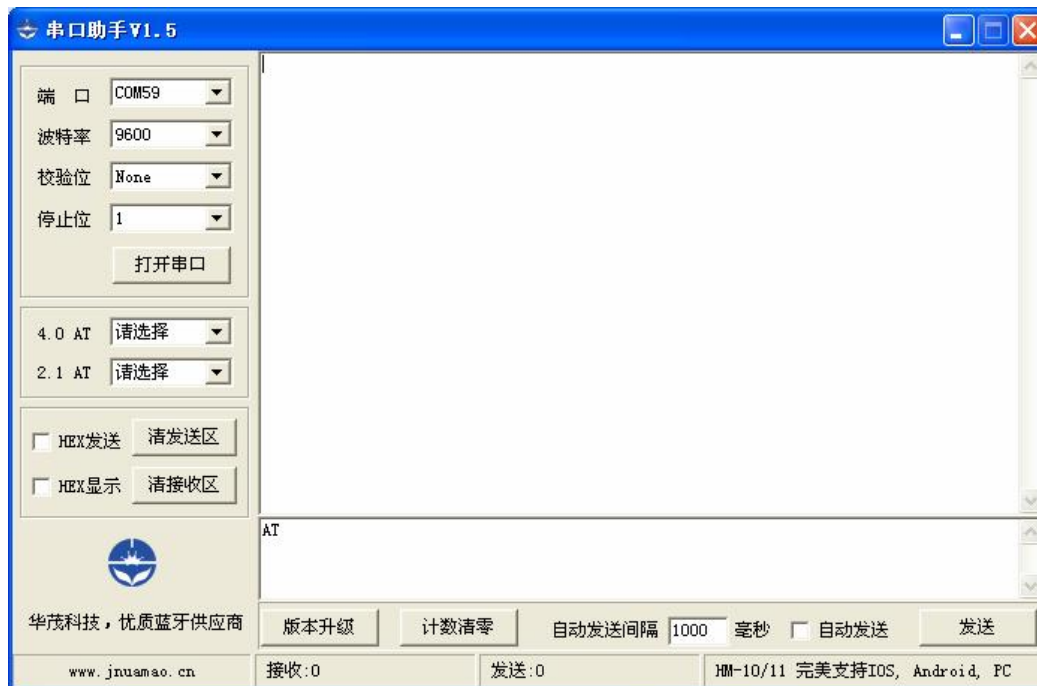 串口助手V1.5
端 口 COM59
波特率 9600
校验位 None
停止位 1
打开串口
4.0 AT 请选择
2.1 AT 请选择
HEX发送 清发送区
HEX显示 清接收区
AT
华茂科技，优质蓝牙供应商
版本升级 计数清零 自动发送间隔 1000 毫秒 自动发送 发送
www.jnuamao.cn 接收:0 发送:0 HM-10/11 完美支持IOS, Android, PC